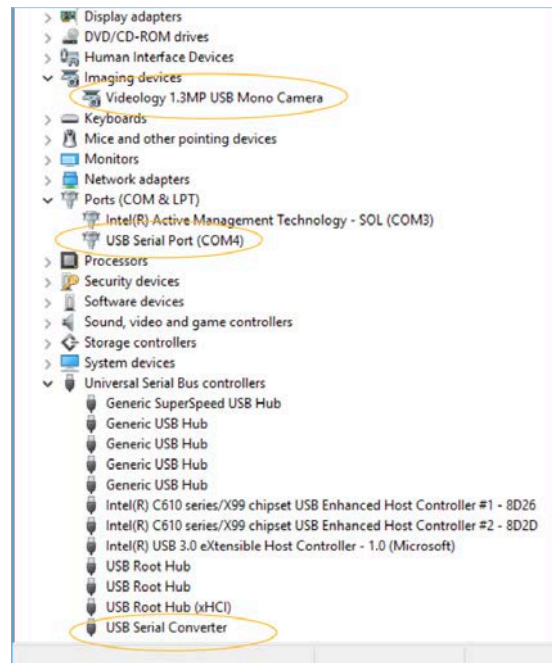 Display adapters
DVD/CD-ROM drives
Human Interface Devices
Imaging devices
Videology 1.3MP USB Mono Camera
Keyboards
Mice and other pointing devices
Monitors
Network adapters
Ports (COM & LPT)
Intel(R) Active Management Technology - SOL (COM3)
USB Serial Port (COM4)
Processors
Security devices
Software devices
Sound, video and game controllers
Storage controllers
System devices
Universal Serial Bus controllers
Generic SuperSpeed USB Hub
Generic USB Hub
Generic USB Hub
Generic USB Hub
Generic USB Hub
Intel(R) C610 series/X99 chipset USB Enhanced Host Controller #1 - 8D26
Intel(R) C610 series/X99 chipset USB Enhanced Host Controller #2 - 8D2D
Intel(R) USB 3.0 eXtensible Host Controller - 1.0 (Microsoft)
USB Root Hub
USB Root Hub
USB Root Hub (xHCI)
USB Serial Converter